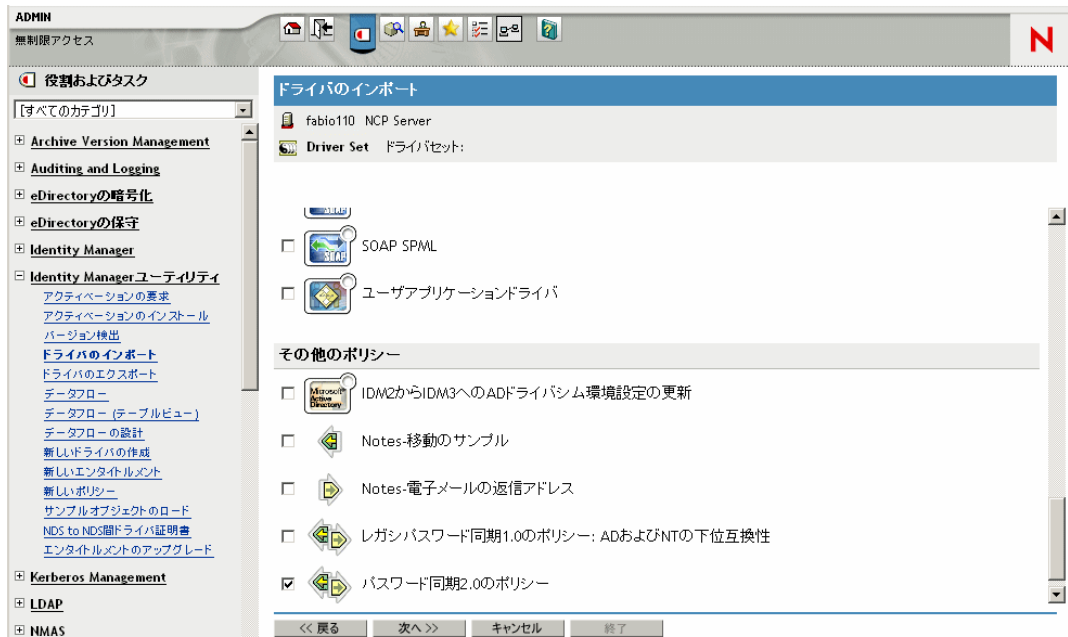 ADMIN
無制限アクセス
N
役割およびタスク
[すべてのカテゴリ]
Archive Version Management
Auditing and Logging
eDirectoryの暗号化
eDirectoryの保守
Identity Manager
Identity Managerユーティリティ
アクティベーションの要求
アクティベーションのインストール
バージョン検出
ドライバのインポート
ドライバのエクスポート
データフロー
データフロー (テーブルビュー)
データフローの設計
新しいドライバの作成
新しいエンタイトルメント
新しいポリシー
サンプルオブジェクトのロード
NDS to NDS間ドライバ証明書
エンタイトルメントのアップグレード
Kerberos Management
LDAP
NMAS
ドライバのインポート
fabio110 NCP Server
Driver Set ドライバセット:
SOAP
SOAP SPML
ユーザアプリケーションドライバ
その他のポリシー
Microsoft Active Directory
IDM2からIDM3へのADドライバシム環境設定の更新
Notes-移動のサンプル
Notes-電子メールの返信アドレス
レガシパスワード同期1.0のポリシー: ADおよびNTの下位互換性
パスワード同期2.0のポリシー
<< 戻る
次へ >>
キャンセル
終了